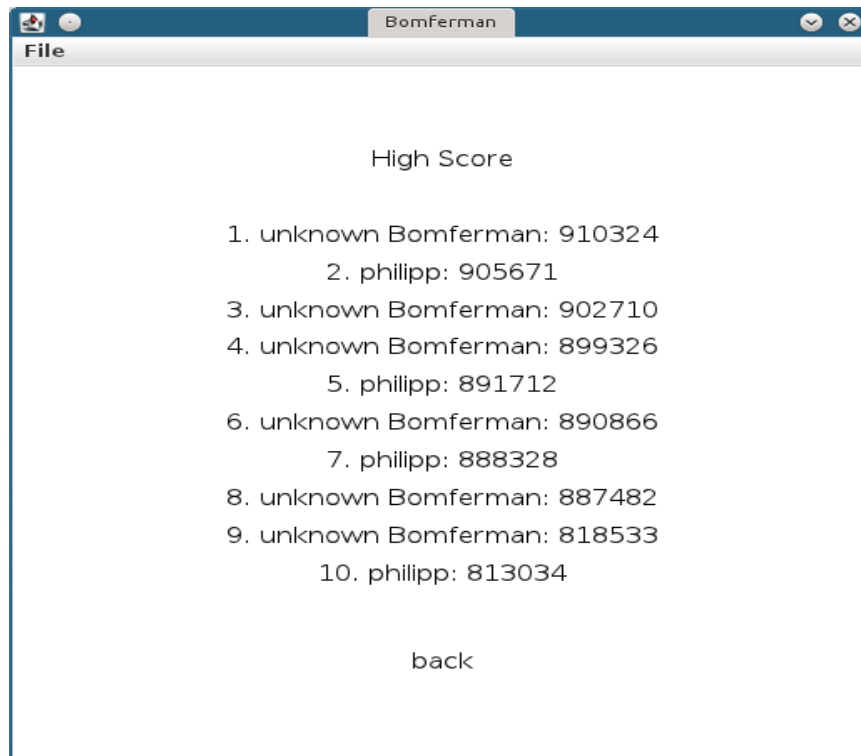 Bomferman
File
High Score
1. unknown Bomferman: 910324
2. philipp: 905671
3. unknown Bomferman: 902710
4. unknown Bomferman: 899326
5. philipp: 891712
6. unknown Bomferman: 890866
7. philipp: 888328
8. unknown Bomferman: 887482
9. unknown Bomferman: 818533
10. philipp: 813034
back